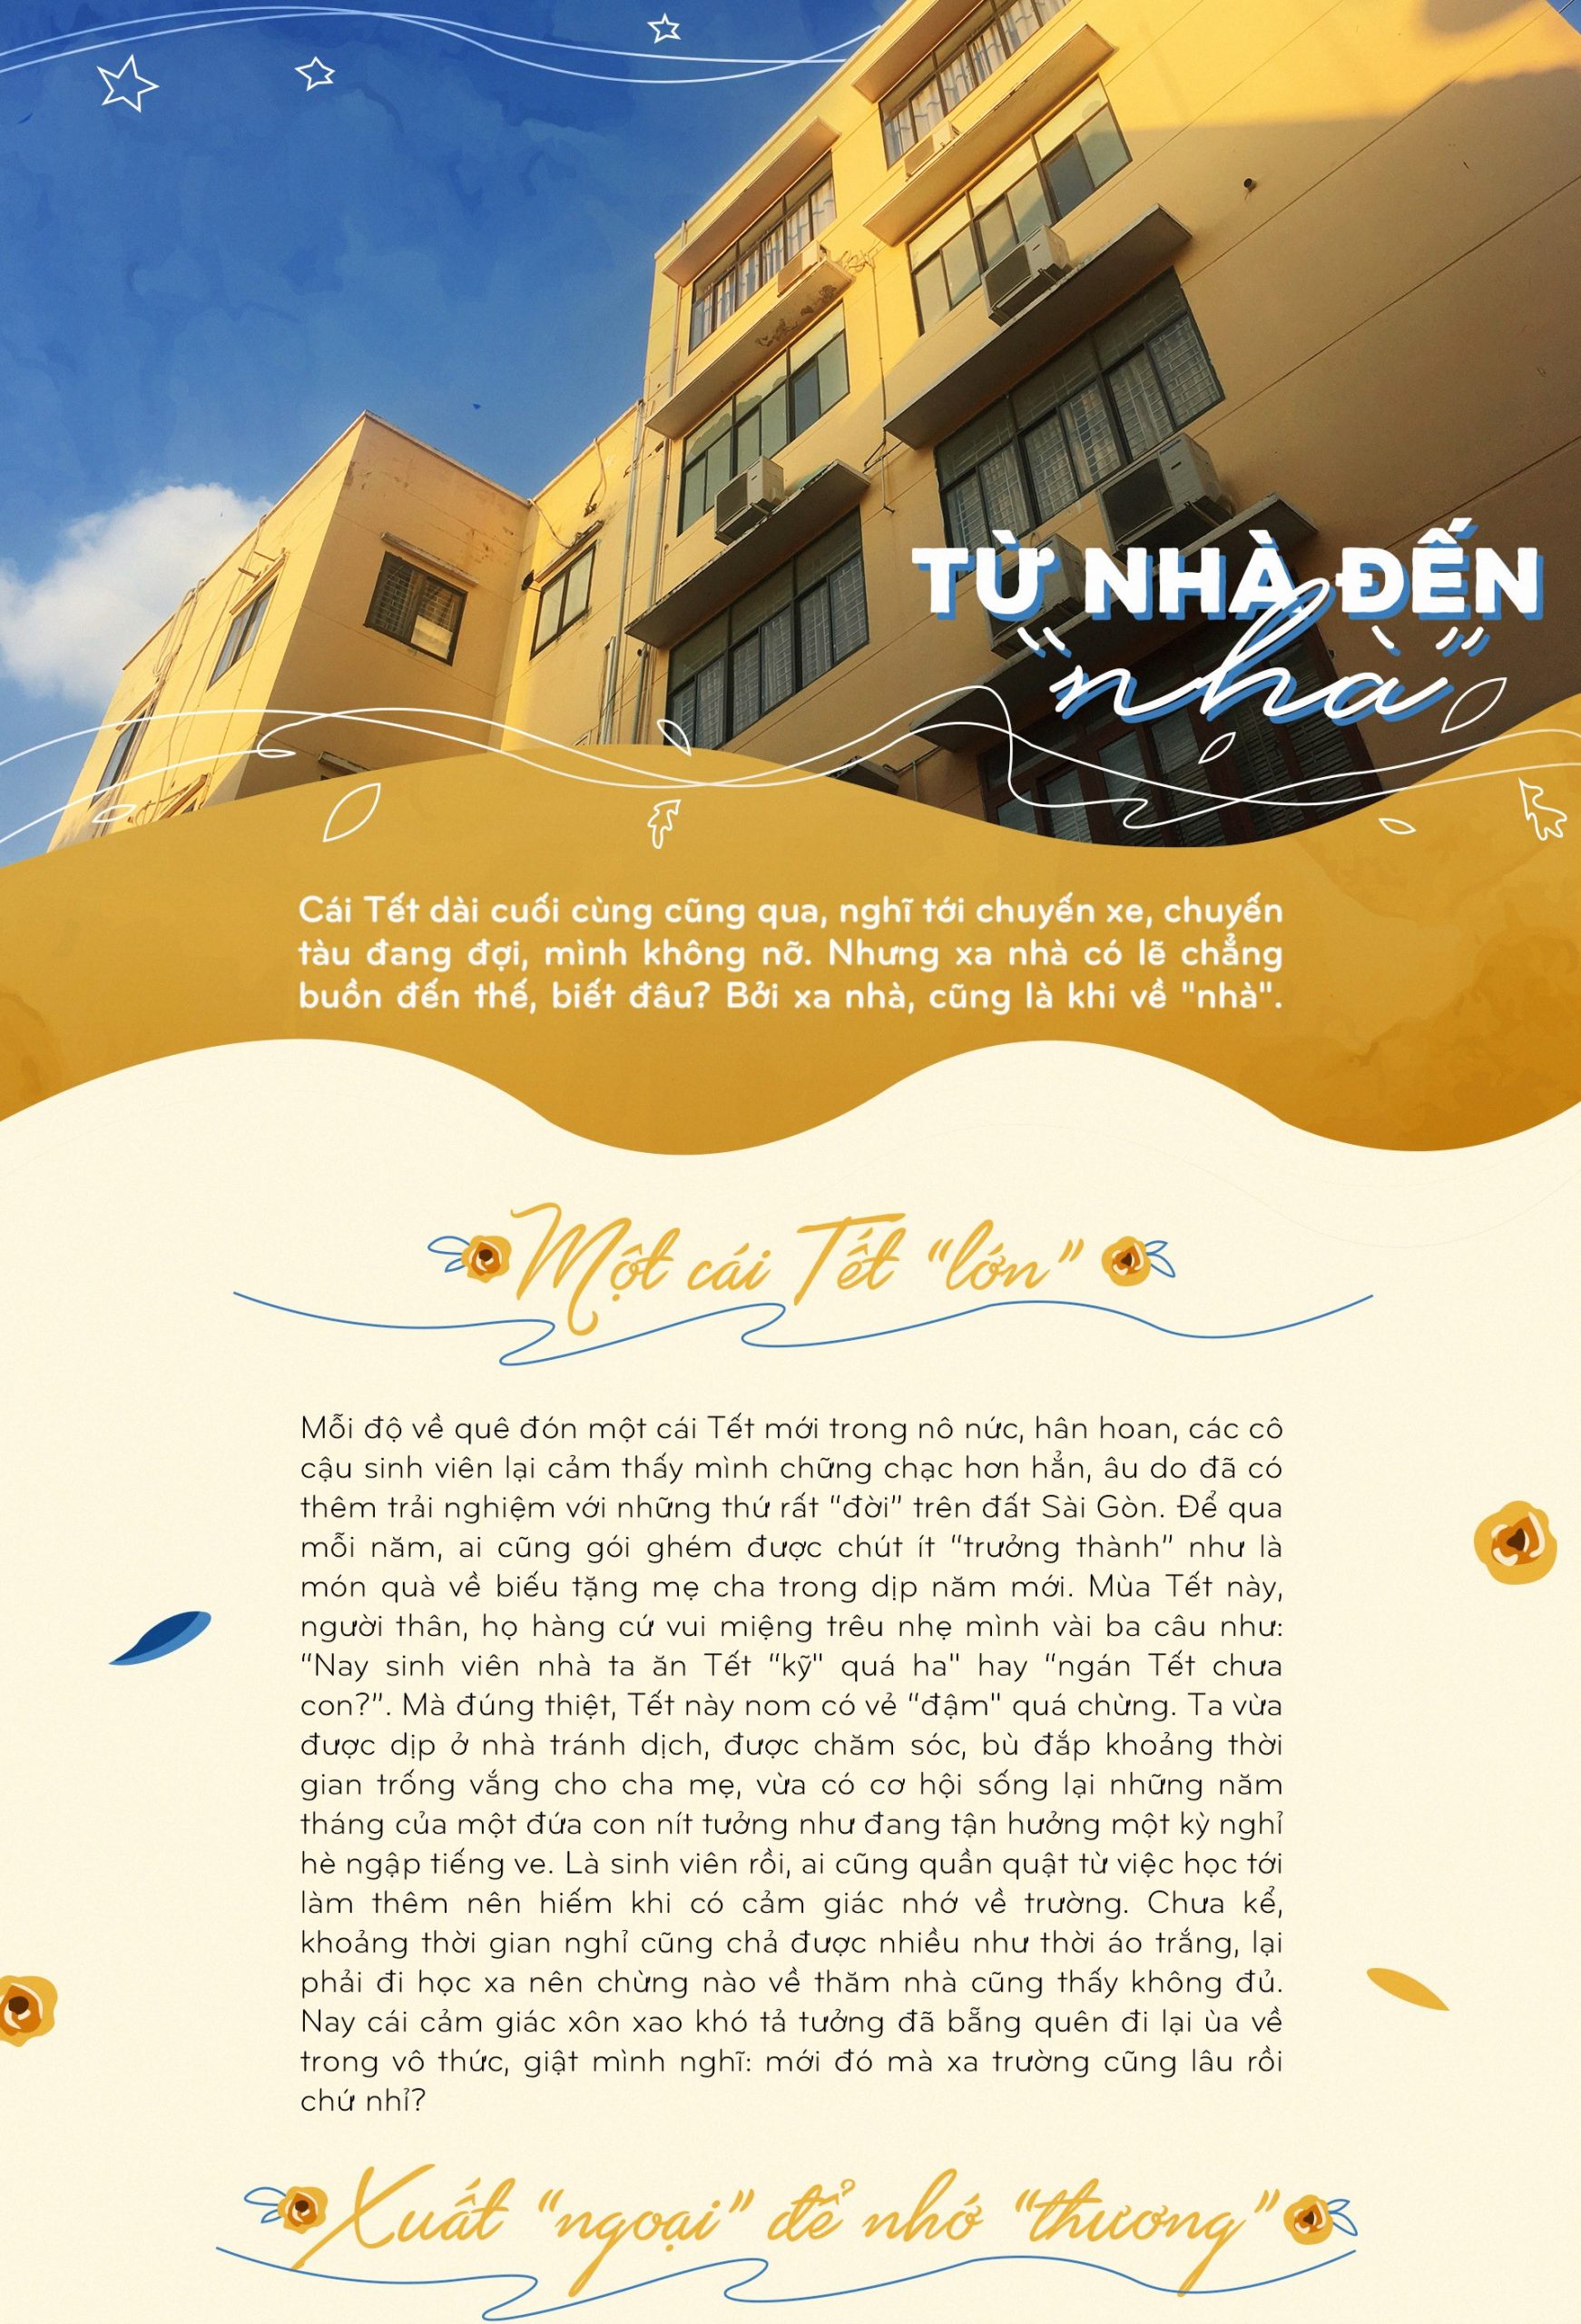 TỪ NHÀ ĐẾN
"nhà"
Cái Tết dài cuối cùng cũng qua, nghĩ tới chuyến xe, chuyến
tàu đang đợi, mình không nỡ. Nhưng xa nhà có lẽ chẳng
buồn đến thế, biết đâu? Bởi xa nhà, cũng là khi về "nhà".
Một cái Tết “lớn”
Mỗi độ về quê đón một cái Tết mới trong nô nức, hân hoan, các cô
cậu sinh viên lại cảm thấy mình chững chạc hơn hẳn, âu do đã có
thêm trải nghiệm với những thứ rất “đời” trên đất Sài Gòn. Để qua
mỗi năm, ai cũng gói ghém được chút ít “trưởng thành” như là
món quà về biếu tặng mẹ cha trong dịp năm mới. Mùa Tết này,
người thân, họ hàng cứ vui miệng trêu nhẹ mình vài ba câu như:
“Nay sinh viên nhà ta ăn Tết “kỹ" quá ha" hay “ngán Tết chưa
con?”. Mà đúng thiệt, Tết này nom có vẻ “đậm" quá chừng. Ta vừa
được dịp ở nhà tránh dịch, được chăm sóc, bù đắp khoảng thời
gian trống vắng cho cha mẹ, vừa có cơ hội sống lại những năm
tháng của một đứa con nít tưởng như đang tận hưởng một kỳ nghỉ
hè ngập tiếng ve. Là sinh viên rồi, ai cũng quần quật từ việc học tới
làm thêm nên hiếm khi có cảm giác nhớ về trường. Chưa kể,
khoảng thời gian nghỉ cũng chả được nhiều như thời áo trắng, lại
phải đi học xa nên chừng nào về thăm nhà cũng thấy không đủ.
Nay cái cảm giác xôn xao khó tả tưởng đã bẵng quên đi lại ùa về
trong vô thức, giật mình nghĩ: mới đó mà xa trường cũng lâu rồi
chứ nhỉ?
Xuất “ngoại” để nhớ “thương”